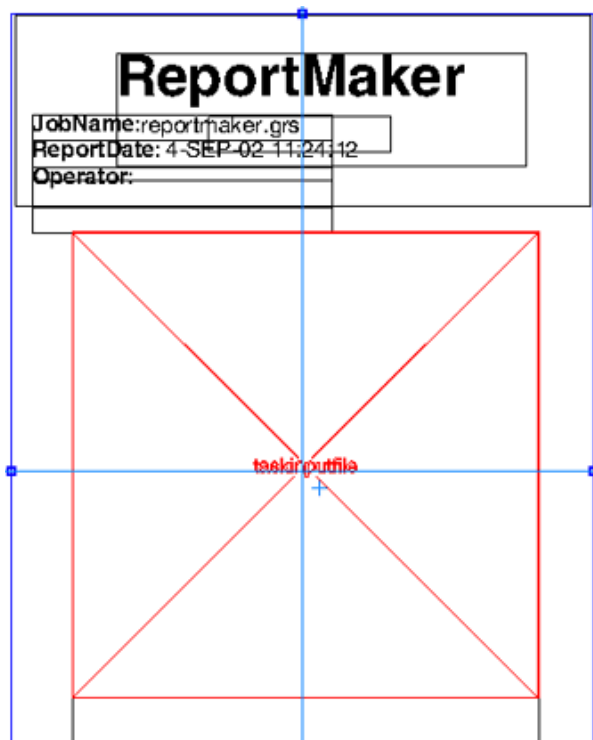 ReportMaker
JobName:reportmaker.grs
ReportDate: 4-SEP-02 11:24:12
Operator:
taskinputfile